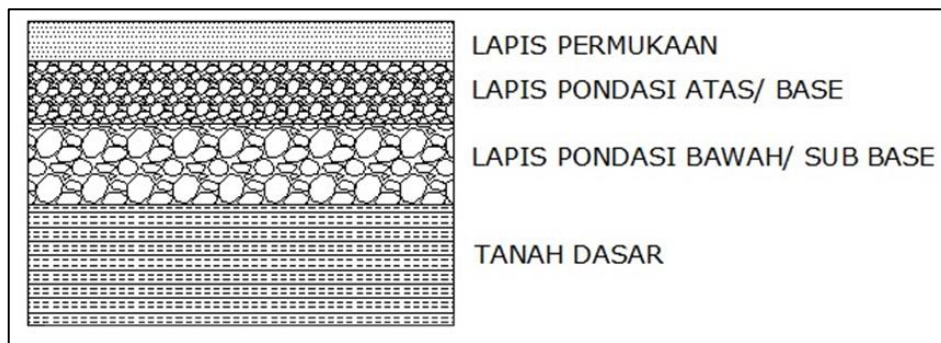 LAPIS PERMUKAAN
LAPIS PONDASI ATAS/ BASE
LAPIS PONDASI BAWAH/ SUB BASE
TANAH DASAR